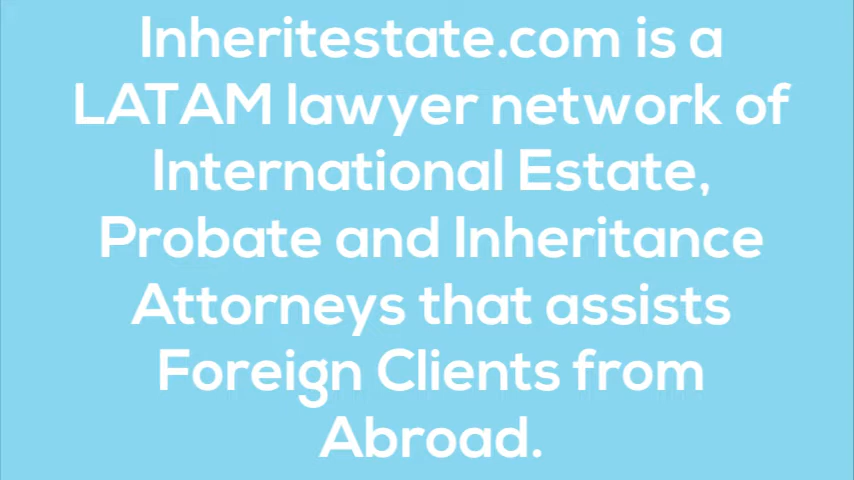 Inheritestate.com is a
LATAM lawyer network of
International Estate,
Probate and Inheritance
Attorneys that assists
Foreign Clients from
Abroad.